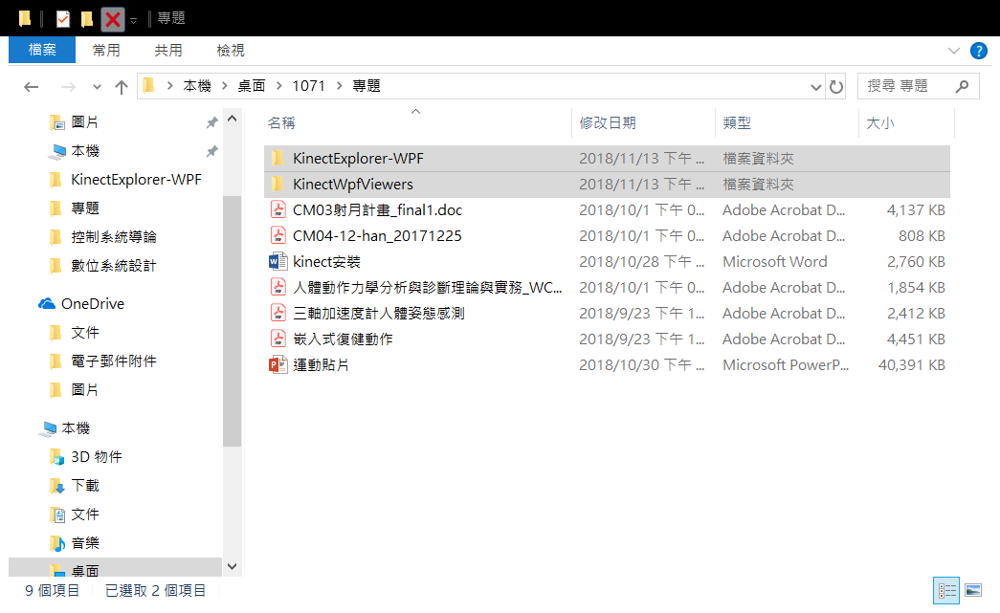 專題
檔案 常用 共用 檢視
本機 桌面 1071 專題 搜尋 專題
圖片
本機
KinectExplorer-WPF
專題
控制系統導論
數位系統設計
OneDrive
文件
電子郵件附件
圖片
本機
3D 物件
下載
文件
音樂
桌面
名稱 修改日期 類型 大小
KinectExplorer-WPF 2018/11/13 下午 ... 檔案資料夾
KinectWpfViewers 2018/11/13 下午 ... 檔案資料夾
CM03射月計畫_final1.doc 2018/10/1 下午 0... Adobe Acrobat D... 4,137 KB
CM04-12-han_20171225 2018/10/1 下午 0... Adobe Acrobat D... 808 KB
kinect安裝 2018/10/28 下午 ... Microsoft Word 2,760 KB
人體動作力學分析與診斷理論與實務_WC... 2018/10/1 下午 0... Adobe Acrobat D... 1,854 KB
三軸加速度計人體姿態感測 2018/9/23 下午 1... Adobe Acrobat D... 2,412 KB
嵌入式復健動作 2018/9/23 下午 1... Adobe Acrobat D... 4,451 KB
運動貼片 2018/10/30 下午 ... Microsoft PowerP... 40,391 KB
9 個項目 已選取 2 個項目